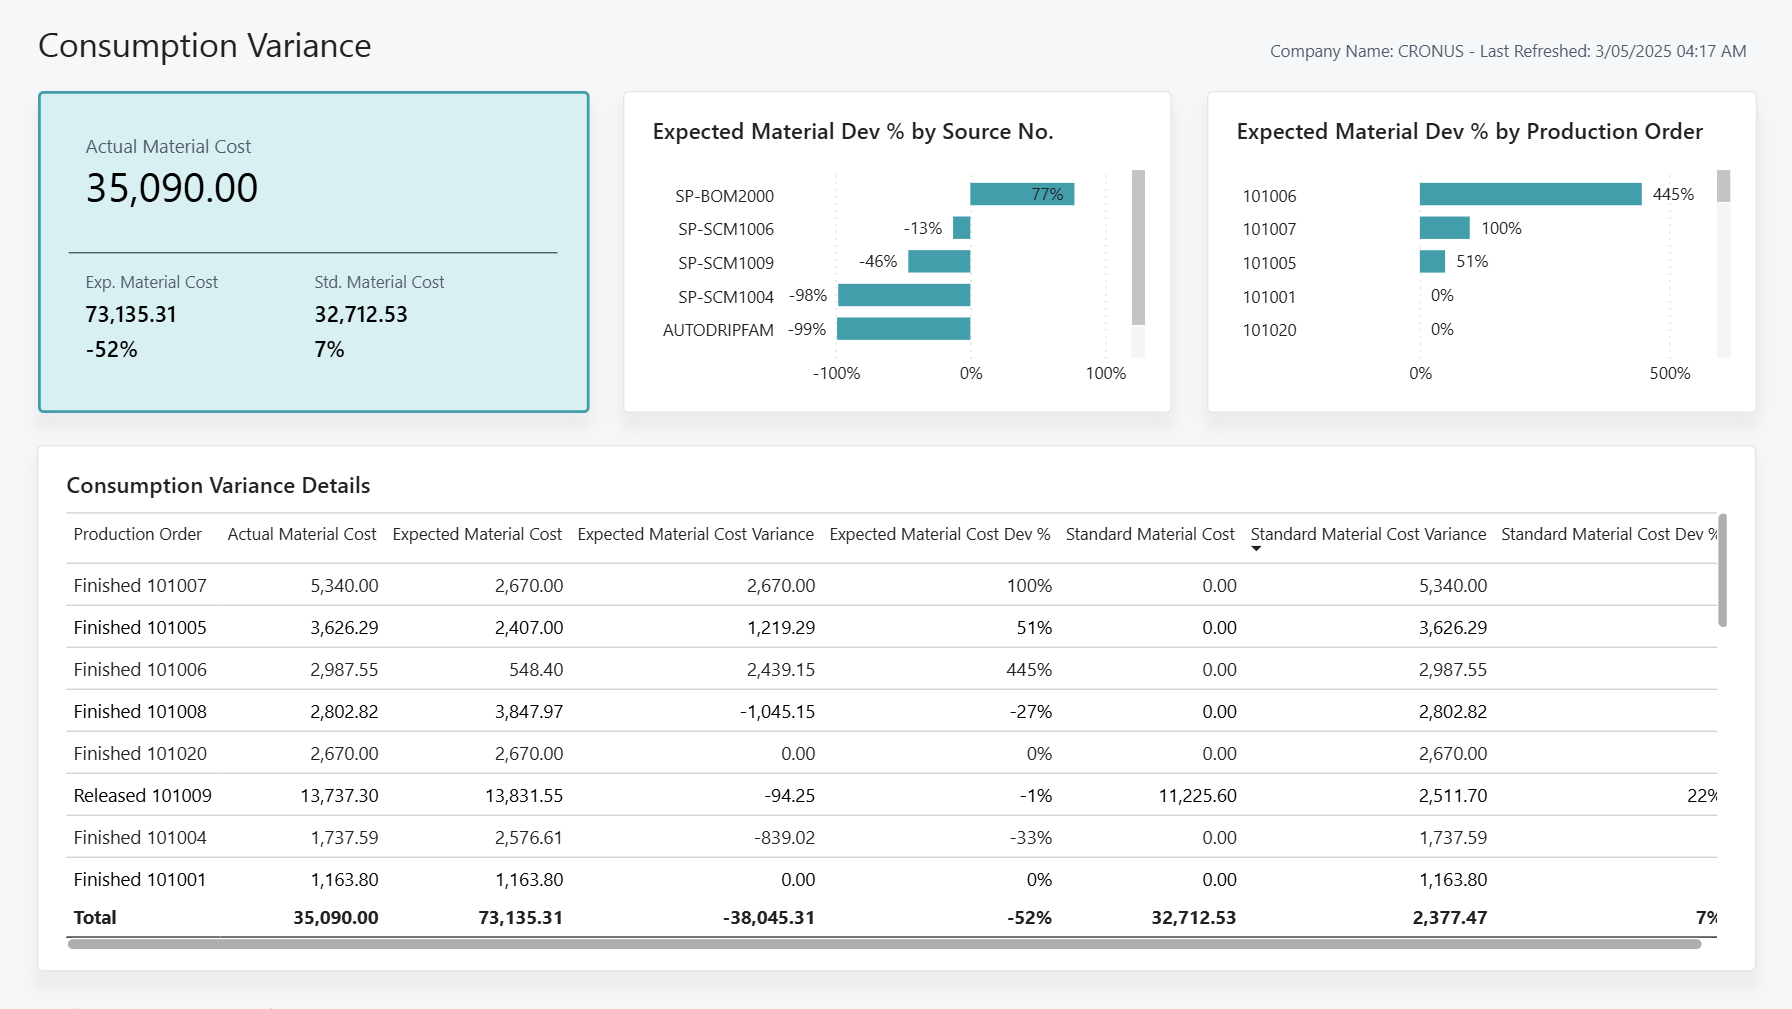 Consumption Variance
Company Name: CRONUS - Last Refreshed: 3/05/2025 04:17 AM
Actual Material Cost
35,090.00
Exp. Material Cost Std. Material Cost
73,135.31 32,712.53
-52% 7%
Expected Material Dev % by Source No.
SP-BOM2000 77%
SP-SCM1006 -13%
SP-SCM1009 -46%
SP-SCM1004 -98%
AUTODRIPFAM -99%
-100% 0% 100%
Expected Material Dev % by Production Order
101006 445%
101007 100%
101005 51%
101001 0%
101020 0%
0% 500%
Consumption Variance Details
Production Order Actual Material Cost Expected Material Cost Expected Material Cost Variance Expected Material Cost Dev % Standard Material Cost Standard Material Cost Variance Standard Material Cost Dev %
Finished 101007 5,340.00 2,670.00 2,670.00 100% 0.00 5,340.00
Finished 101005 3,626.29 2,407.00 1,219.29 51% 0.00 3,626.29
Finished 101006 2,987.55 548.40 2,439.15 445% 0.00 2,987.55
Finished 101008 2,802.82 3,847.97 -1,045.15 -27% 0.00 2,802.82
Finished 101020 2,670.00 2,670.00 0.00 0% 0.00 2,670.00
Released 101009 13,737.30 13,831.55 -94.25 -1% 11,225.60 2,511.70 22%
Finished 101004 1,737.59 2,576.61 -839.02 -33% 0.00 1,737.59
Finished 101001 1,163.80 1,163.80 0.00 0% 0.00 1,163.80
Total 35,090.00 73,135.31 -38,045.31 -52% 32,712.53 2,377.47 7%